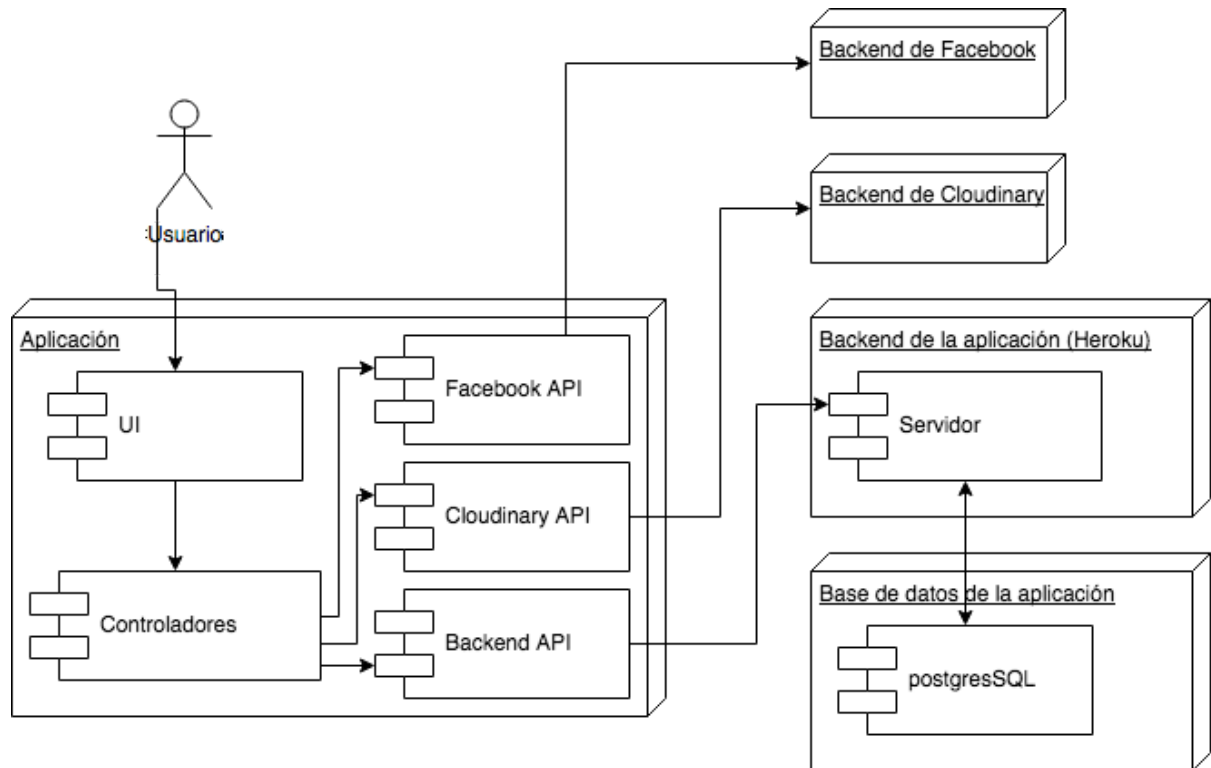 Backend de Facebook
Backend de Cloudinary
:Usuario
Aplicación
UI
Controladores
Facebook API
Cloudinary API
Backend API
Backend de la aplicación (Heroku)
Servidor
Base de datos de la aplicación
postgresSQL